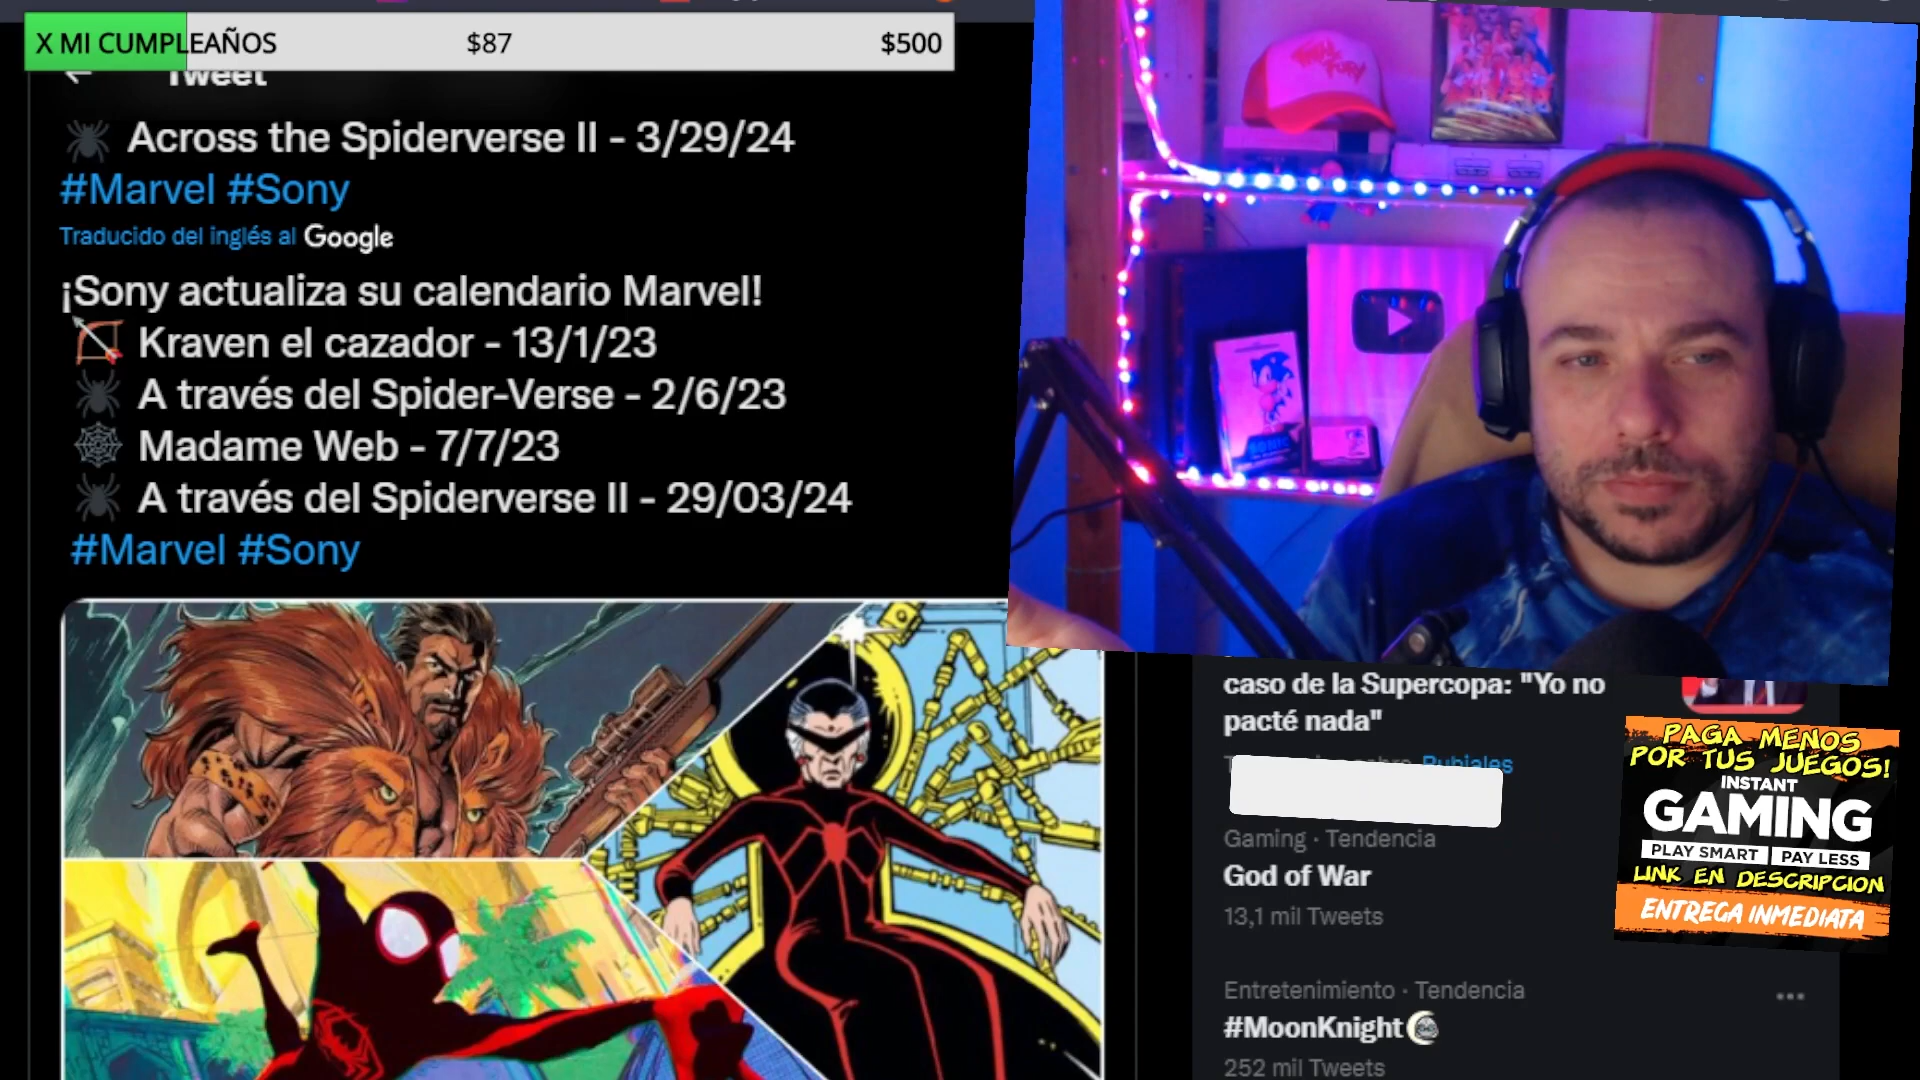 X MI CUMPLEAÑOS $87 $500
Tweet
Across the Spiderverse II - 3/29/24
#Marvel #Sony
Traducido del inglés al Google
¡Sony actualiza su calendario Marvel!
Kraven el cazador - 13/1/23
A través del Spider-Verse - 2/6/23
Madame Web - 7/7/23
A través del Spiderverse II - 29/03/24
#Marvel #Sony
caso de la Supercopa: "Yo no
pacté nada"
Rubiales
Gaming · Tendencia
God of War
13,1 mil Tweets
Entretenimiento · Tendencia
#MoonKnight
252 mil Tweets
PAGA MENOS
POR TUS JUEGOS!
INSTANT
GAMING
PLAY SMART PAY LESS
LINK EN DESCRIPCION
ENTREGA INMEDIATA